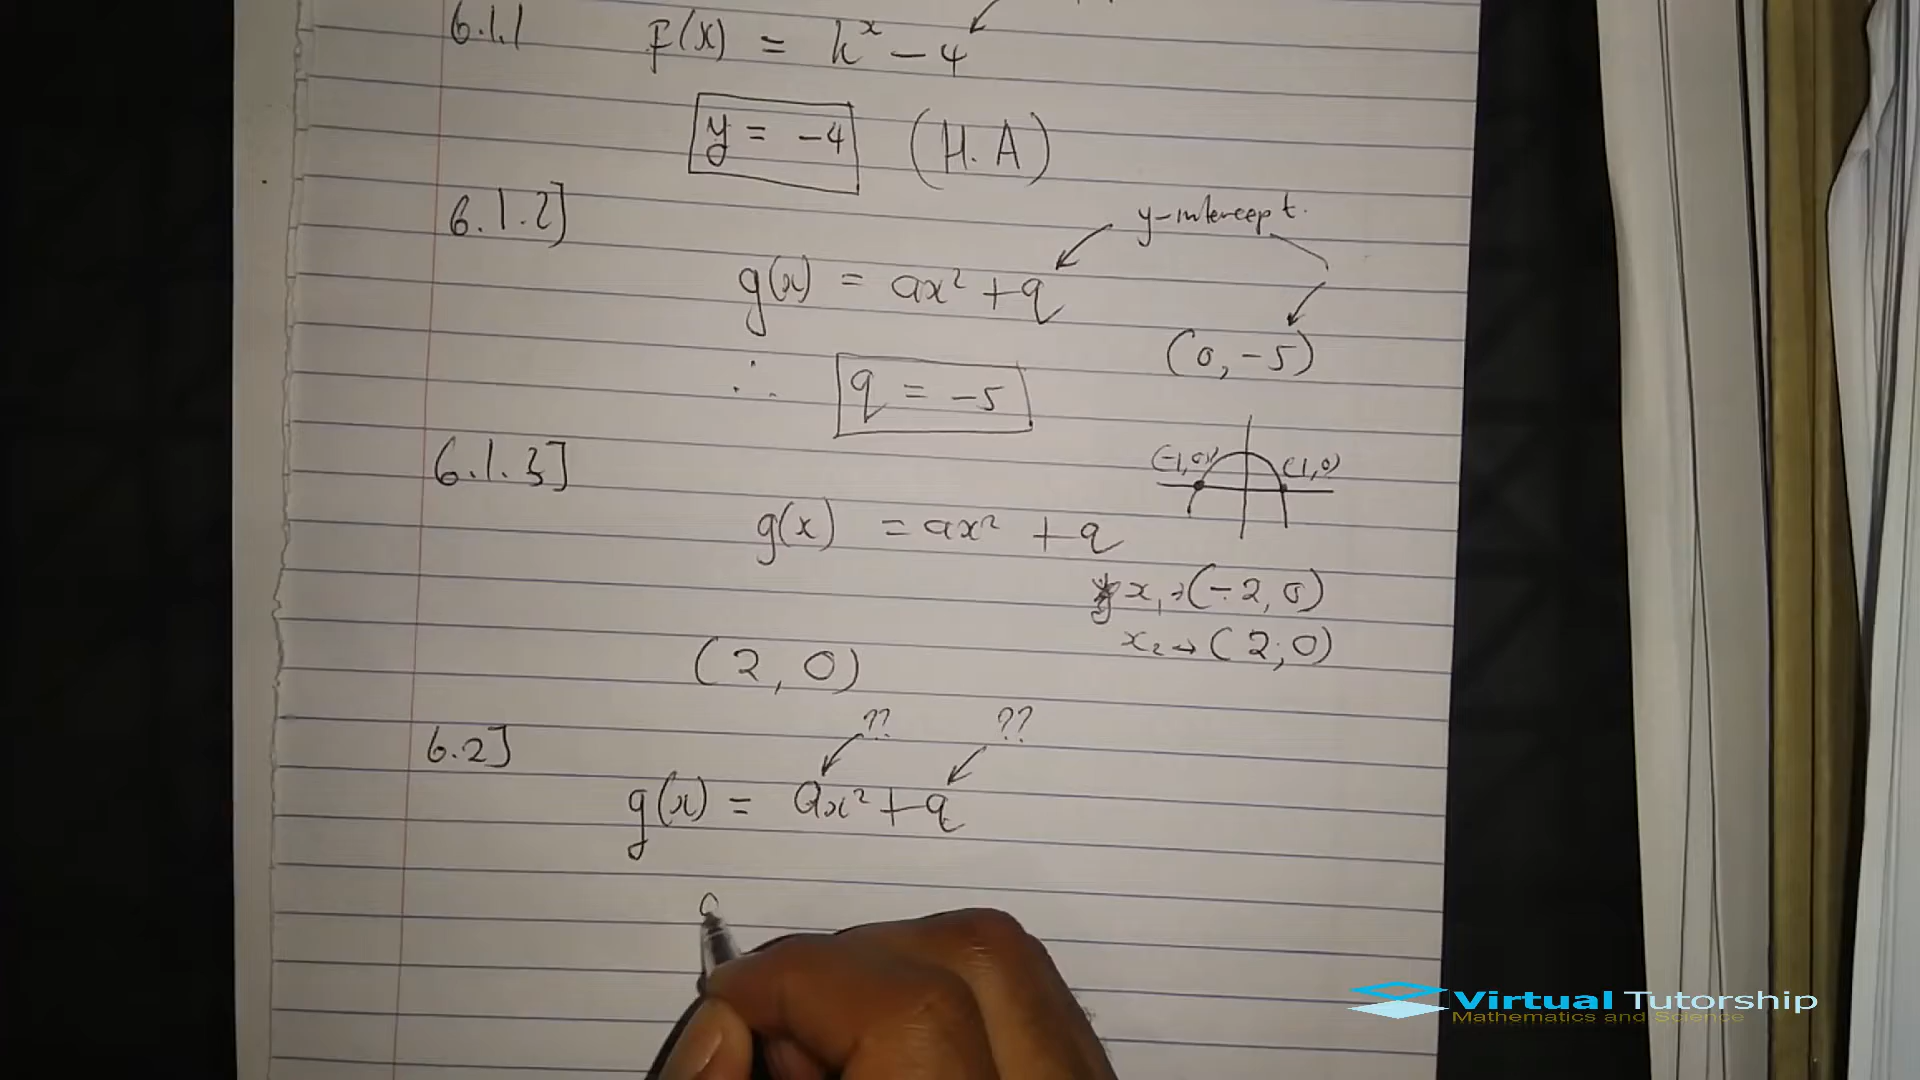 6.1.1 F(x) = k^x - 4
y = -4 (H.A)
6.1.2]
y-intercept.
g(x) = ax² + q
(0, -5)
∴ q = -5
6.1.3]
(-1,0) (1,0)
g(x) = ax² + q
x₁ → (-2, 0)
x₂ → (2; 0)
(2, 0)
?? ??
6.2]
g(x) = ax² + q
Virtual Tutorship
Mathematics and Science